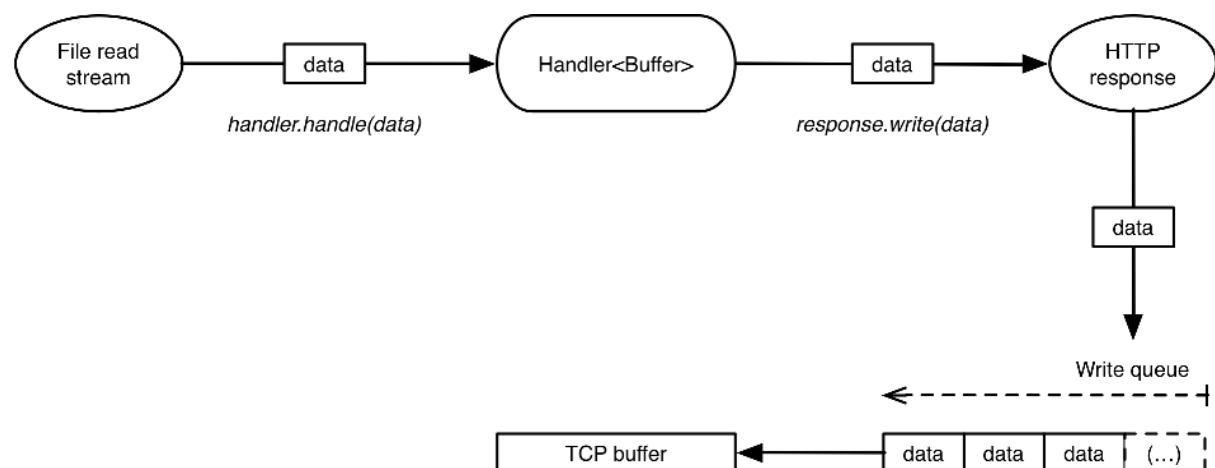 File read
stream
data
Handler<Buffer>
data
HTTP
response
handler.handle(data)
response.write(data)
data
Write queue
TCP buffer
data
data
data
(...)